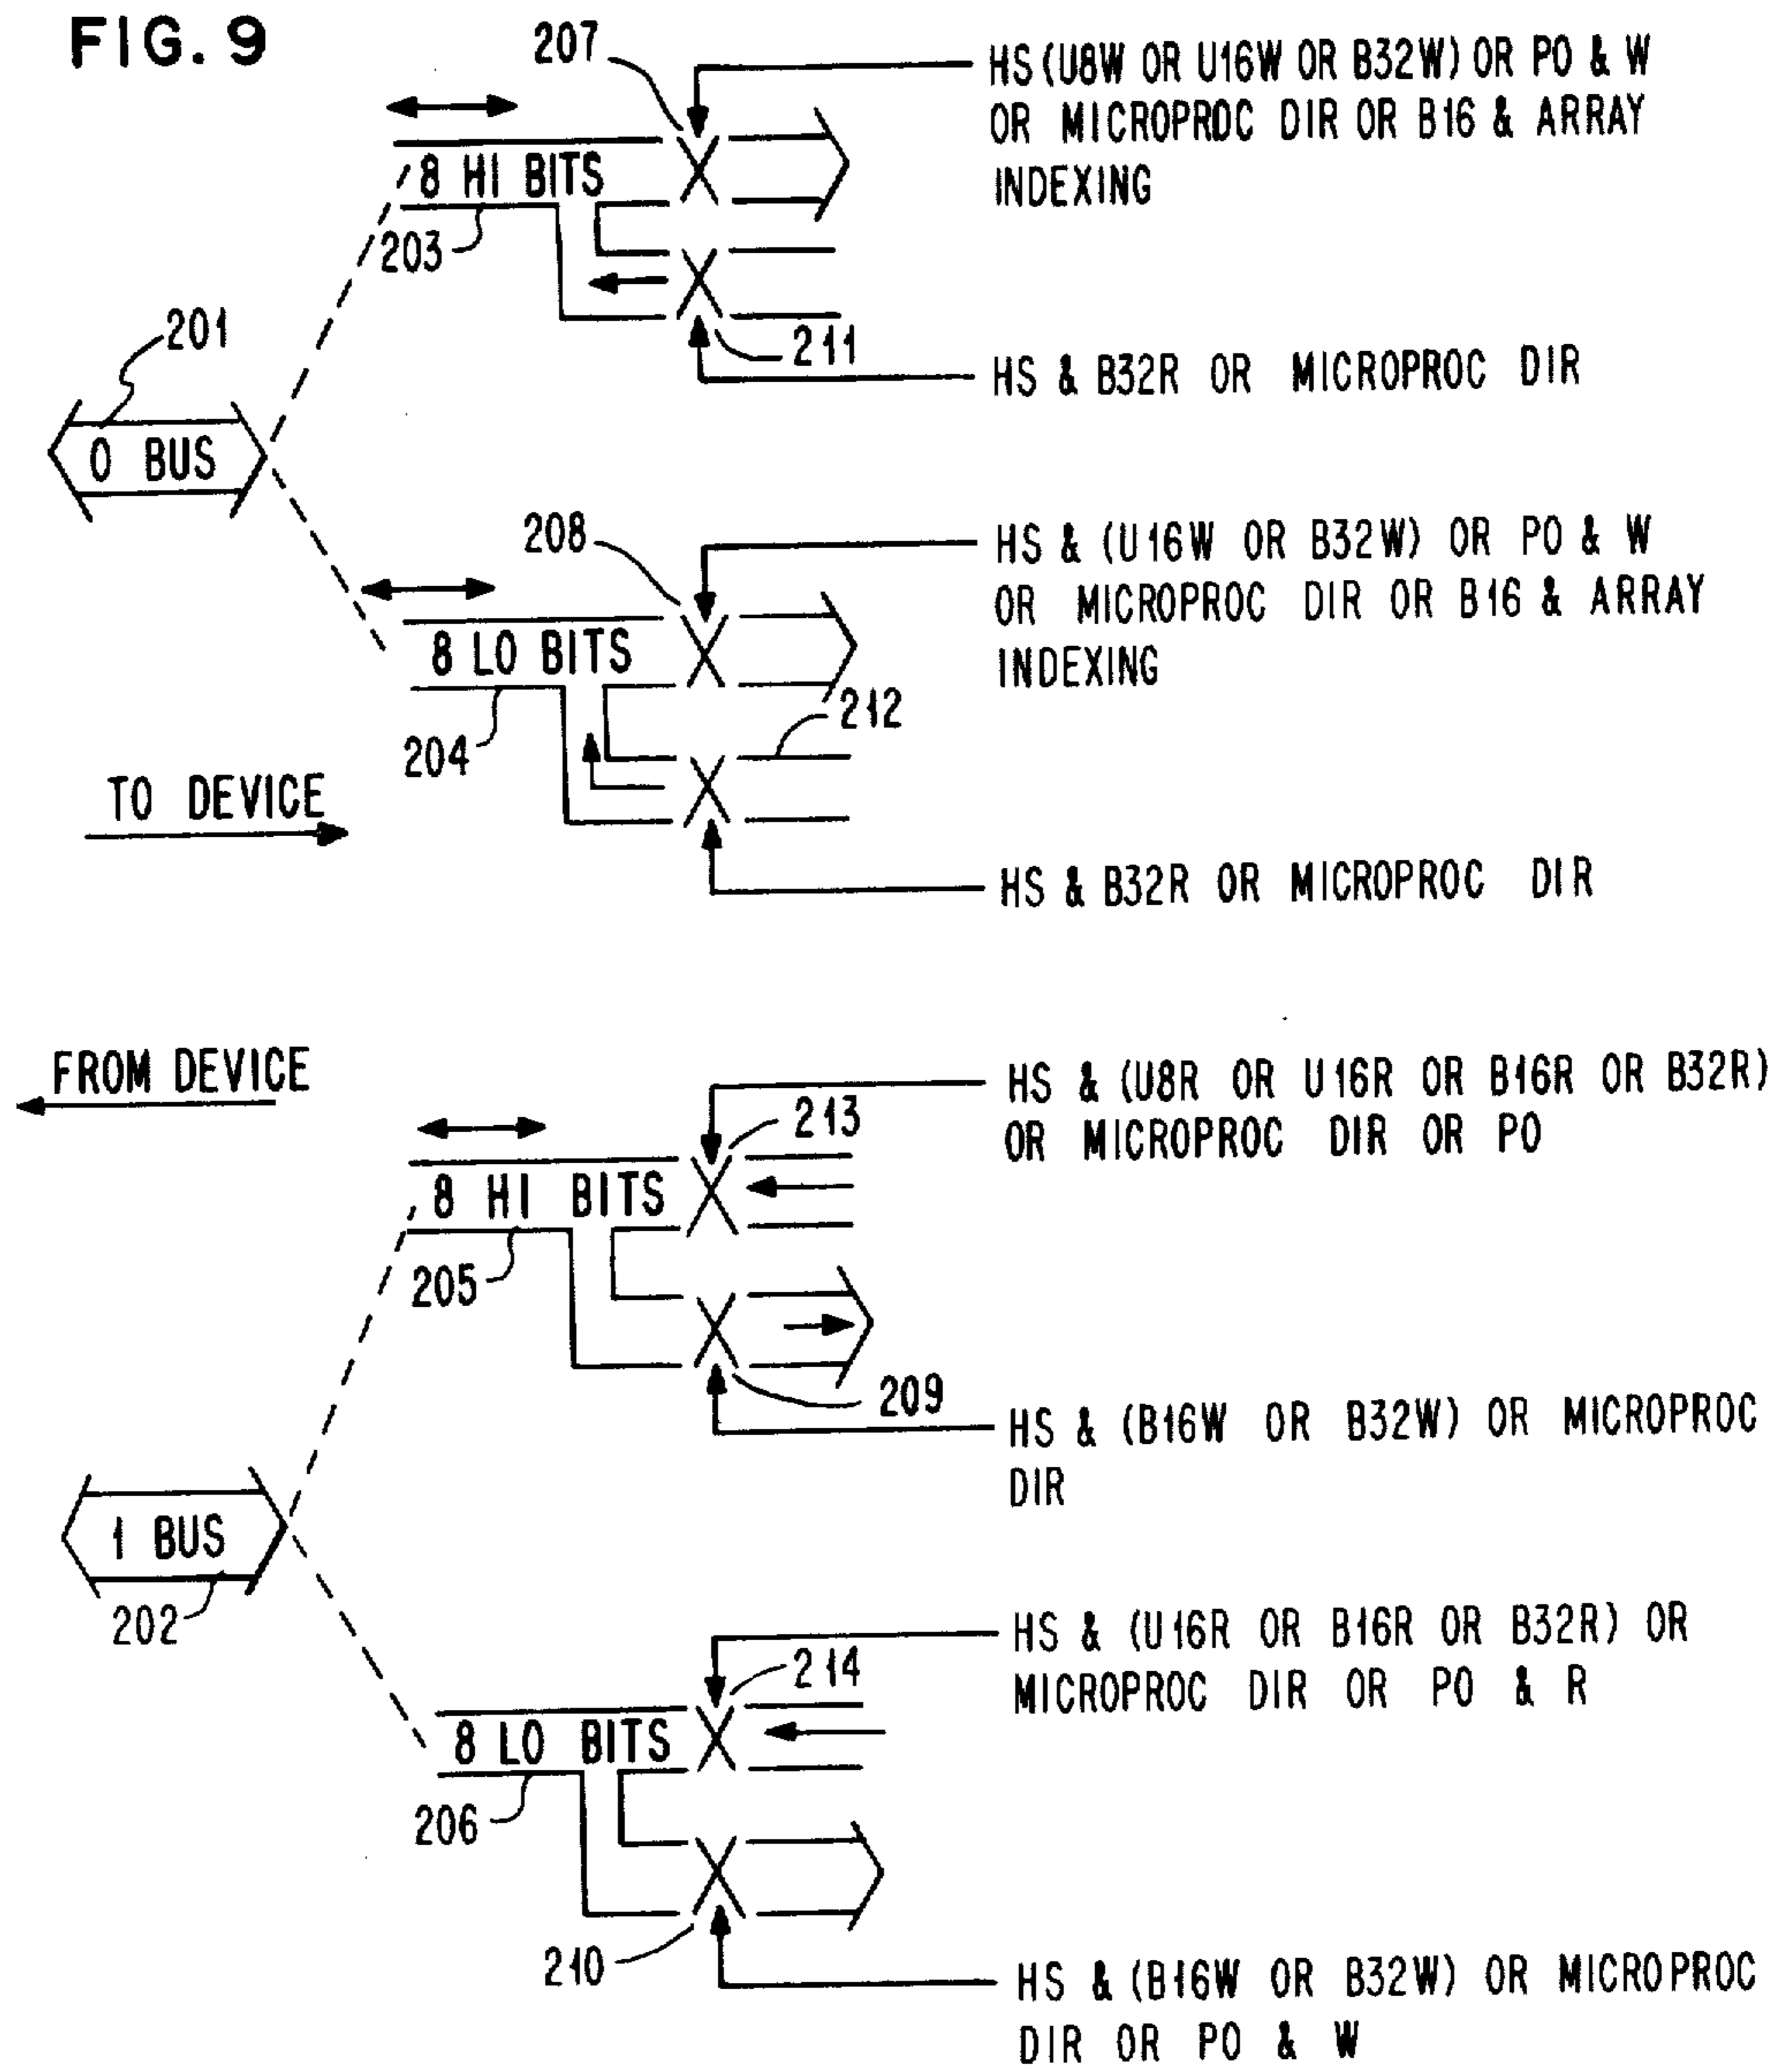 FIG. 9
207
HS (U8W OR U16W OR B32W) OR PO & W
OR MICROPROC DIR OR B16 & ARRAY
INDEXING
8 HI BITS
203
211
HS & B32R OR MICROPROC DIR
201
0 BUS
208
HS & (U16W OR B32W) OR PO & W
OR MICROPROC DIR OR B16 & ARRAY
INDEXING
8 LO BITS
212
204
TO DEVICE
HS & B32R OR MICROPROC DIR
FROM DEVICE
HS & (U8R OR U16R OR B16R OR B32R)
OR MICROPROC DIR OR PO
213
8 HI BITS
205
209
HS & (B16W OR B32W) OR MICROPROC
DIR
1 BUS
202
HS & (U16R OR B16R OR B32R) OR
MICROPROC DIR OR PO & R
214
8 LO BITS
206
210
HS & (B16W OR B32W) OR MICROPROC
DIR OR PO & W